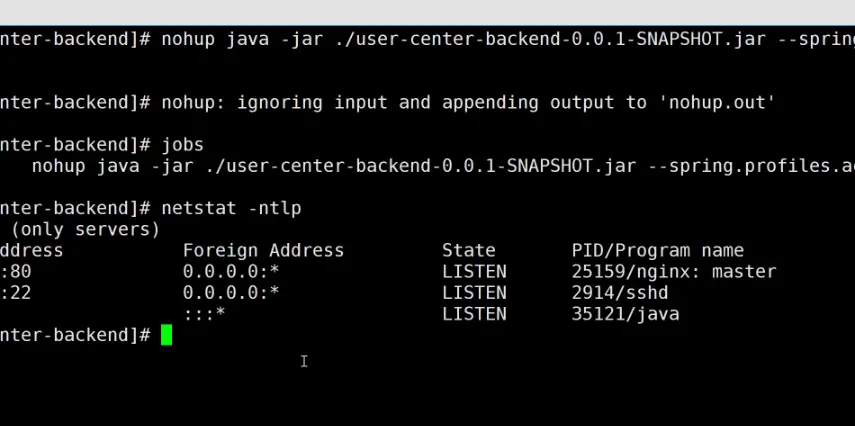 nter-backend]# nohup java -jar ./user-center-backend-0.0.1-SNAPSHOT.jar --spring
nter-backend]# nohup: ignoring input and appending output to 'nohup.out'
nter-backend]# jobs
nohup java -jar ./user-center-backend-0.0.1-SNAPSHOT.jar --spring.profiles.a
nter-backend]# netstat -ntlp
(only servers)
ddress Foreign Address State PID/Program name
:80 0.0.0.0:* LISTEN 25159/nginx: master
:22 0.0.0.0:* LISTEN 2914/sshd
:::* LISTEN 35121/java
nter-backend]#